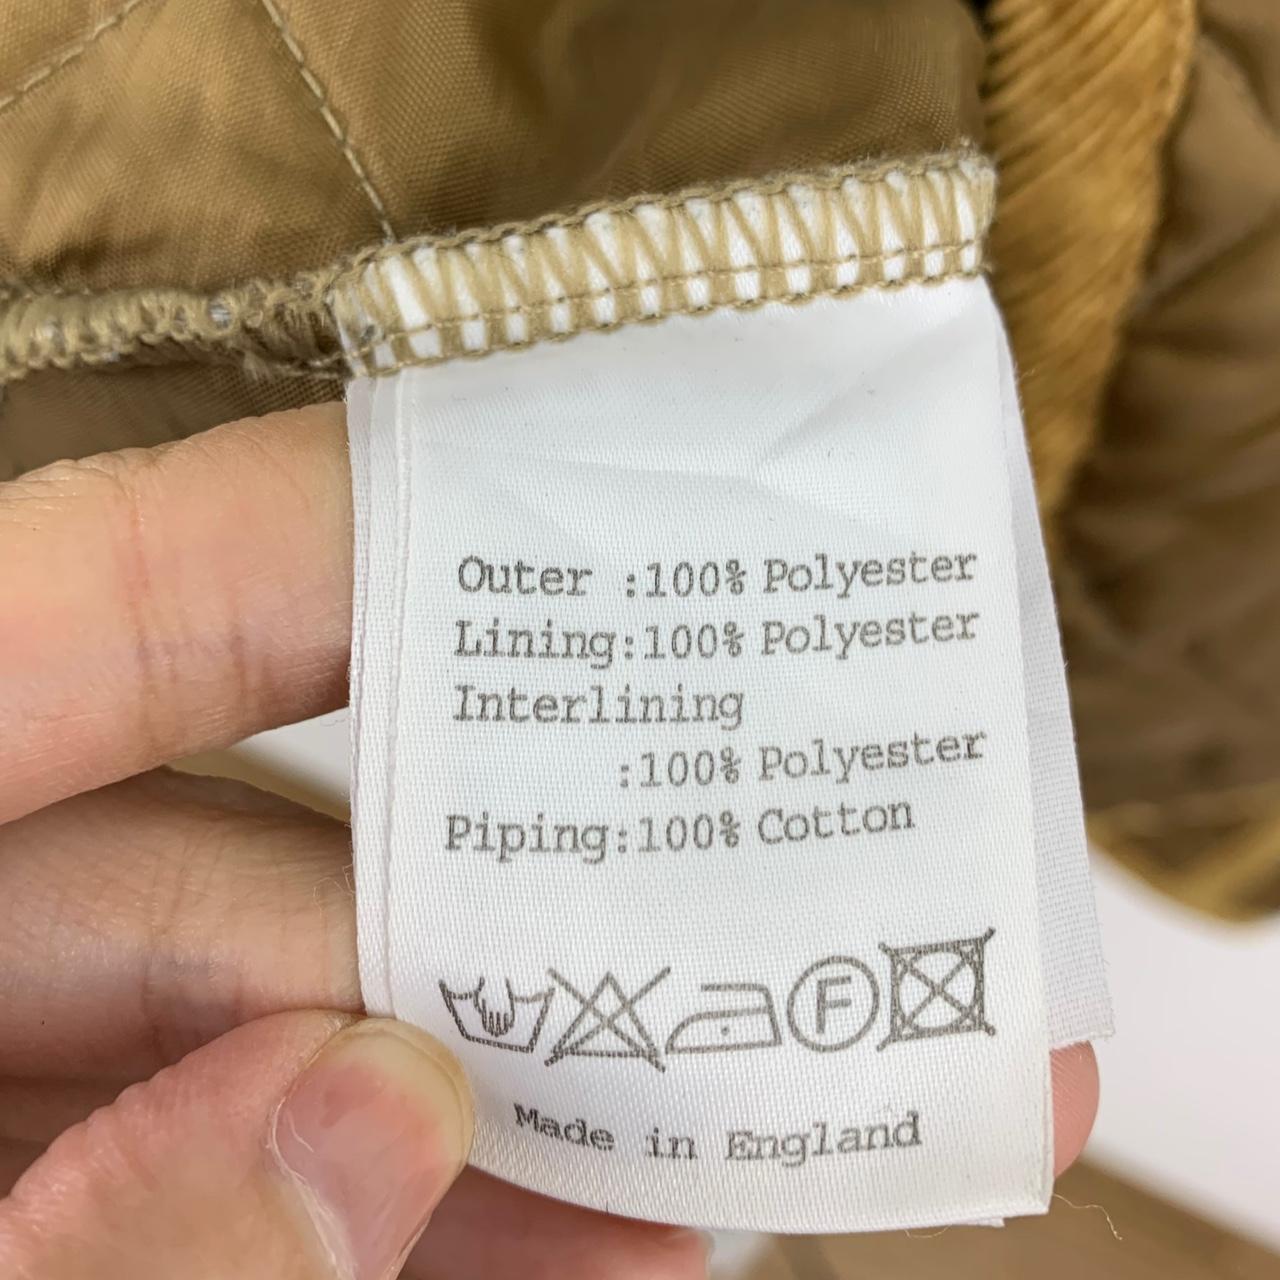 Outer :100% Polyester
Lining:100% Polyester
Interlining
:100% Polyester
Piping:100% Cotton
F
Made in England